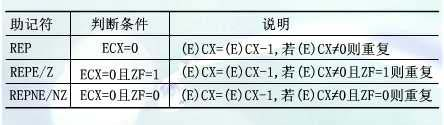 助记符 判断条件 说明
REP ECX=0 (E)CX=(E)CX-1,若(E)CX≠0则重复
REPE/Z ECX=0且ZF=1 (E)CX=(E)CX-1,若(E)CX≠0且ZF=1则重复
REPNE/NZ ECX=0且ZF=0 (E)CX=(E)CX-1,若(E)CX≠0且ZF=0则重复